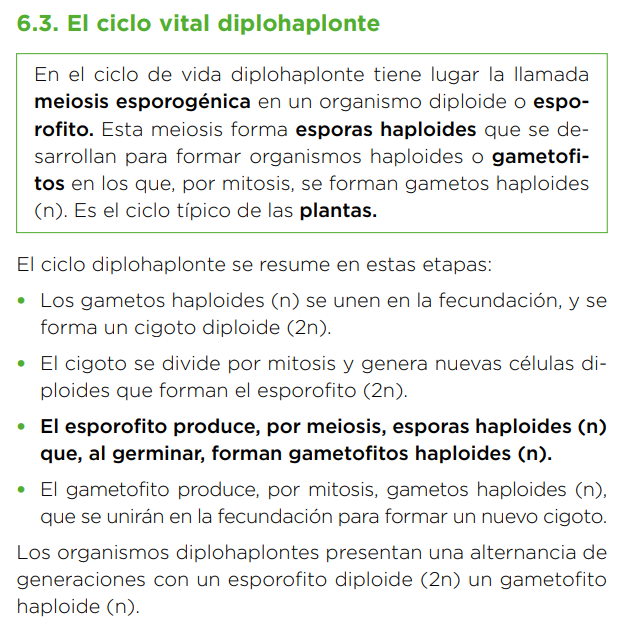 6.3. El ciclo vital diplohaplonte
En el ciclo de vida diplohaplonte tiene lugar la llamada
meiosis esporogénica en un organismo diploide o espo-
rofito. Esta meiosis forma esporas haploides que se de-
sarrollan para formar organismos haploides o gametofi-
tos en los que, por mitosis, se forman gametos haploides
(n). Es el ciclo típico de las plantas.
El ciclo diplohaplonte se resume en estas etapas:
• Los gametos haploides (n) se unen en la fecundación, y se
forma un cigoto diploide (2n).
• El cigoto se divide por mitosis y genera nuevas células di-
ploides que forman el esporofito (2n).
• El esporofito produce, por meiosis, esporas haploides (n)
que, al germinar, forman gametofitos haploides (n).
• El gametofito produce, por mitosis, gametos haploides (n),
que se unirán en la fecundación para formar un nuevo cigoto.
Los organismos diplohaplontes presentan una alternancia de
generaciones con un esporofito diploide (2n) un gametofito
haploide (n).